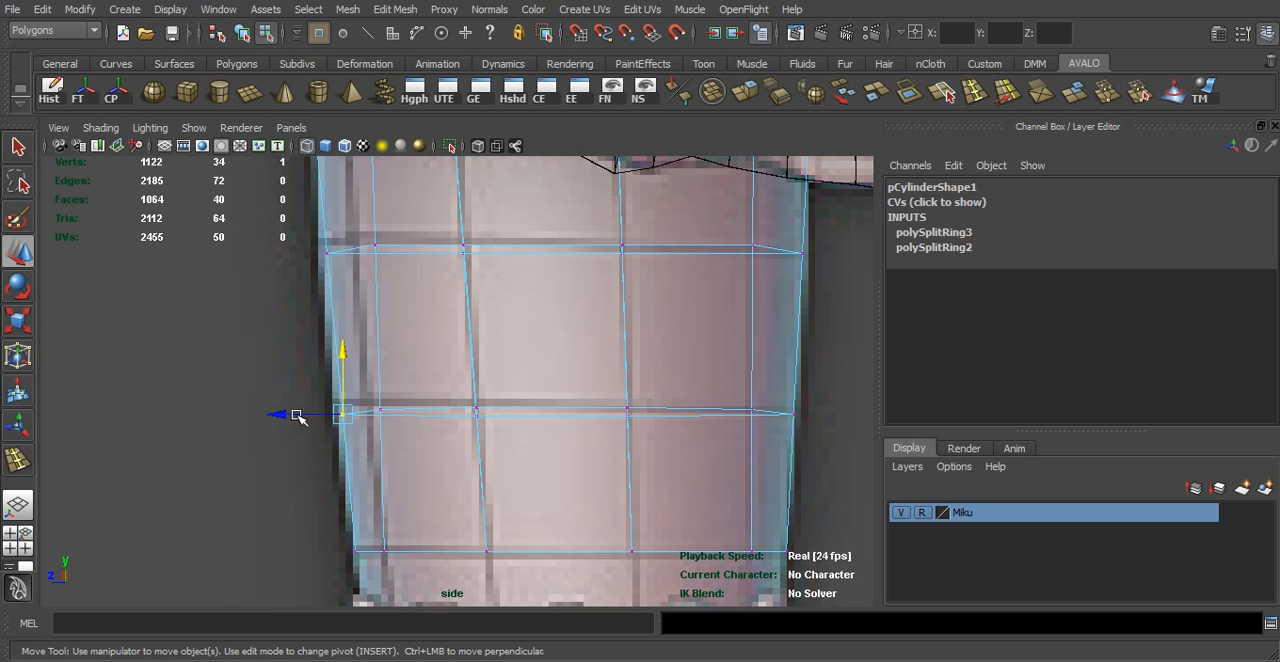 File Edit Modify Create Display Window Assets Select Mesh Edit Mesh Proxy Normals Color Create UVs Edit UVs Muscle OpenFlight Help
Polygons X: Y: Z:
General Curves Surfaces Polygons Subdivs Deformation Animation Dynamics Rendering PaintEffects Toon Muscle Fluids Fur Hair nCloth Custom DMM AVALO
Hist FT CP Hgph UTE GE Hshd CE EE FN NS TM
View Shading Lighting Show Renderer Panels
Channel Box / Layer Editor
Channels Edit Object Show
Verts: 1122 34 1
Edges: 2185 72 0
Faces: 1064 40 0
Tris: 2112 64 0
UVs: 2455 50 0
pCylinderShape1
CVs (click to show)
INPUTS
polySplitRing3
polySplitRing2
Display Render Anim
Layers Options Help
V R Miku
Playback Speed: Real [24 fps]
Current Character: No Character
IK Blend: No Solver
side
y
z
MEL
Move Tool: Use manipulator to move object(s). Use edit mode to change pivot (INSERT). Ctrl+LMB to move perpendicular.